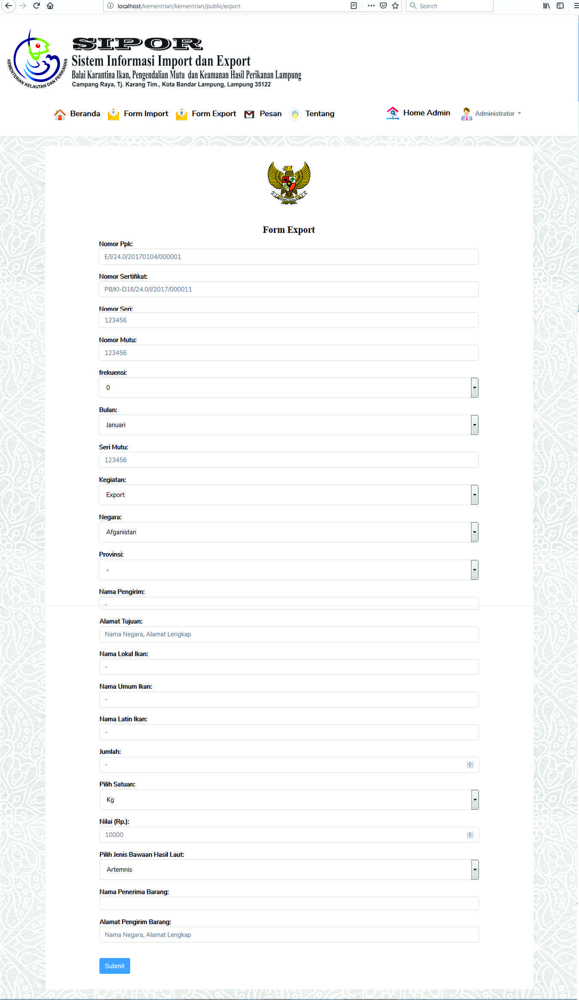 localhost/kementrian/kementrian/public/export
Search
KEMENTERIAN KELAUTAN DAN PERIKANAN
SIPOR
Sistem Informasi Import dan Export
Balai Karantina Ikan, Pengendalian Mutu dan Keamanan Hasil Perikanan Lampung
Campang Raya, Tj. Karang Tim., Kota Bandar Lampung, Lampung 35122
Beranda Form Import Form Export Pesan Tentang Home Admin Administrator
Form Export
Nomor Ppk:
E/I/24.0/20170104/000001
Nomor Sertifikat:
P8/KI-D16/24.0/I/2017/000011
Nomor Seri:
123456
Nomor Mutu:
123456
frekuensi:
0
Bulan:
Januari
Seri Mutu:
123456
Kegiatan:
Export
Negara:
Afganistan
Provinsi:
-
Nama Pengirim:
-
Alamat Tujuan:
Nama Negara, Alamat Lengkap
Nama Lokal Ikan:
-
Nama Umum Ikan:
-
Nama Latin Ikan:
-
Jumlah:
-
Pilih Satuan:
Kg
Nilai (Rp.):
10000
Pilih Jenis Bawaan Hasil Laut:
Artemnis
Nama Penerima Barang:
Alamat Pengirim Barang:
Nama Negara, Alamat Lengkap
Submit